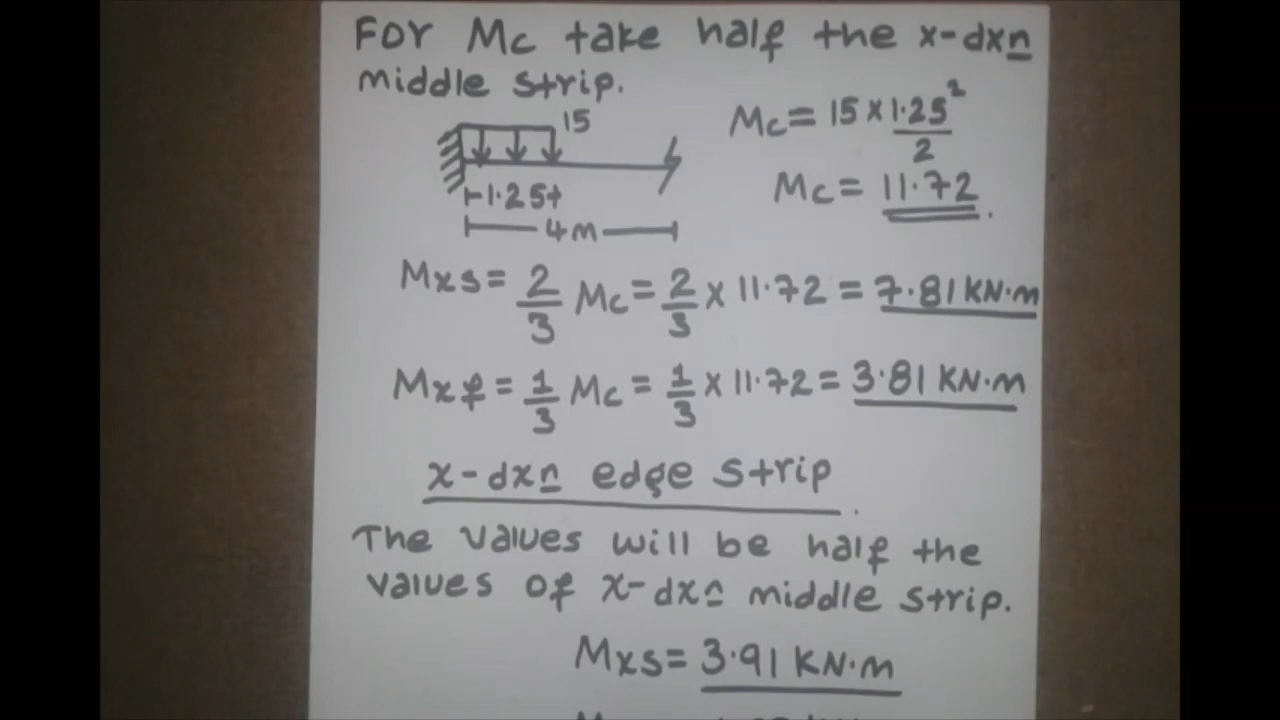 For Mc take half the x-dxn
middle strip.
15
Mc = 15 × 1.25²
2
Mc = 11.72
1.25
4m
Mxs = 2/3 Mc = 2/3 × 11.72 = 7.81 KN.m
Mxf = 1/3 Mc = 1/3 × 11.72 = 3.81 KN.m
x-dxn edge strip
The values will be half the
values of x-dxn middle strip.
Mxs = 3.91 KN.m